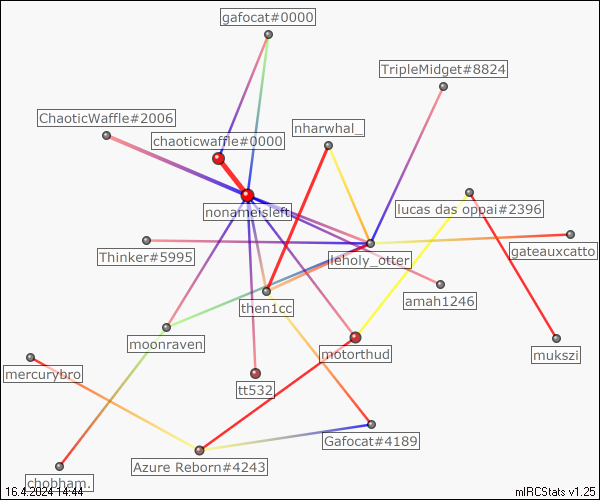 gafocat#0000
TripleMidget#8824
ChaoticWaffle#2006
nharwhal_
chaoticwaffle#0000
nonameisleft
lucas das oppai#2396
Thinker#5995
leholy_otter
gateauxcatto
amah1246
then1cc
moonraven
motorthud
mukszi
mercurybro
tt532
Gafocat#4189
Azure Reborn#4243
chobham.
16.4.2024 14:44
mIRCStats v1.25